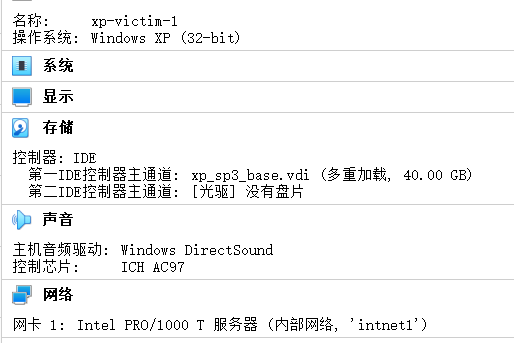 名称: xp-victim-1
操作系统: Windows XP (32-bit)
系统
显示
存储
控制器: IDE
第一IDE控制器主通道: xp_sp3_base.vdi (多重加载, 40.00 GB)
第二IDE控制器主通道: [光驱] 没有盘片
声音
主机音频驱动: Windows DirectSound
控制芯片: ICH AC97
网络
网卡 1: Intel PRO/1000 T 服务器 (内部网络, 'intnet1')